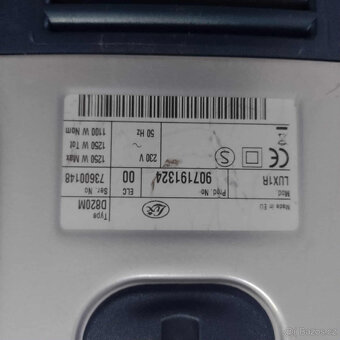 Made in EU
Type
D820M
Mod.
LUX1R
Prod No.
907191324
ELC
00
Ser No
73600148
S
230 V
~
50 Hz
1250 W Max
1250 W Tot
1100 W Nom
Lux